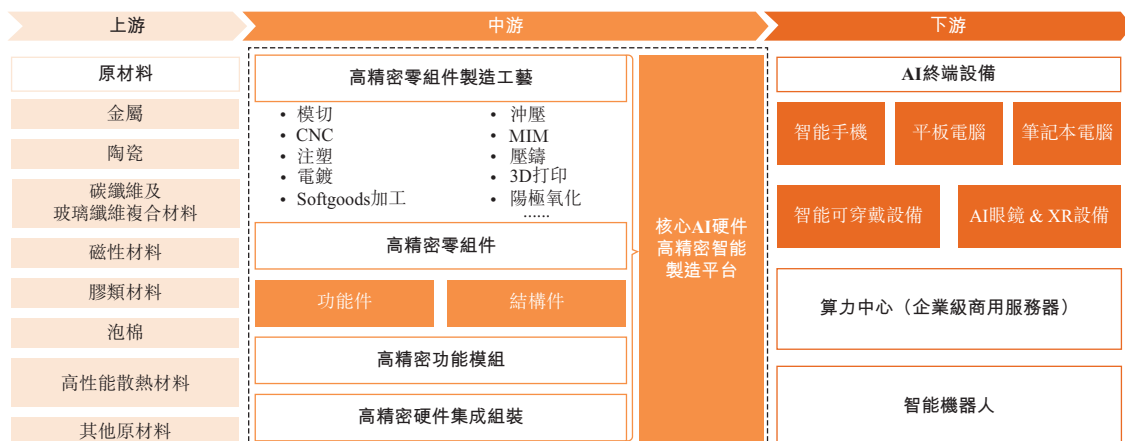 上游
中游
下游
原材料
金屬
陶瓷
碳纖維及
玻璃纖維複合材料
磁性材料
膠類材料
泡棉
高性能散熱材料
其他原材料
高精密零組件製造工藝
• 模切
• CNC
• 注塑
• 電鍍
• Softgoods加工
• 沖壓
• MIM
• 壓鑄
• 3D打印
• 陽極氧化
......
高精密零組件
功能件
結構件
高精密功能模組
高精密硬件集成組裝
核心AI硬件
高精密智能
製造平台
AI終端設備
智能手機
平板電腦
筆記本電腦
智能可穿戴設備
AI眼鏡 & XR設備
算力中心（企業級商用服務器）
智能機器人